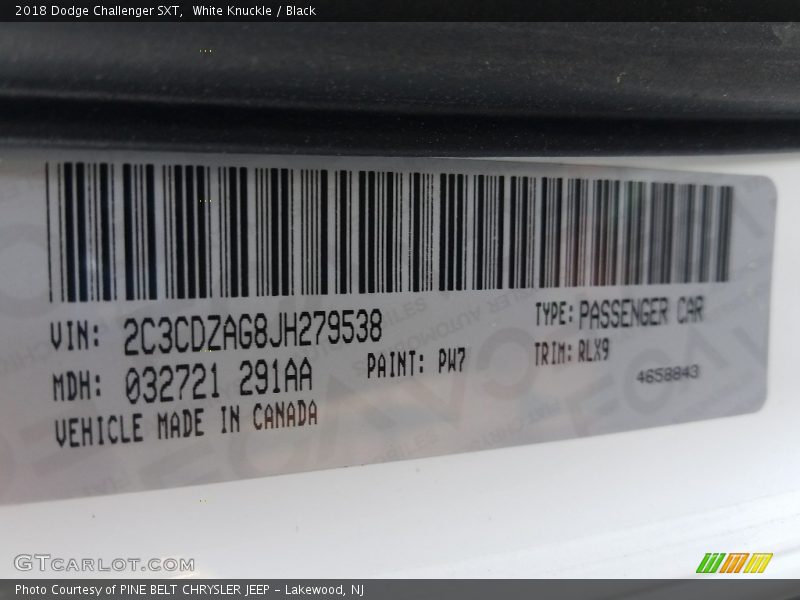 2018 Dodge Challenger SXT, White Knuckle / Black
VIN: 2C3CDZAG8JH279538
TYPE: PASSENGER CAR
MDH: 032721 291AA
PAINT: PW7
TRIM: RLX9
VEHICLE MADE IN CANADA
4658843
GTCARLOT.COM
Photo Courtesy of PINE BELT CHRYSLER JEEP - Lakewood, NJ